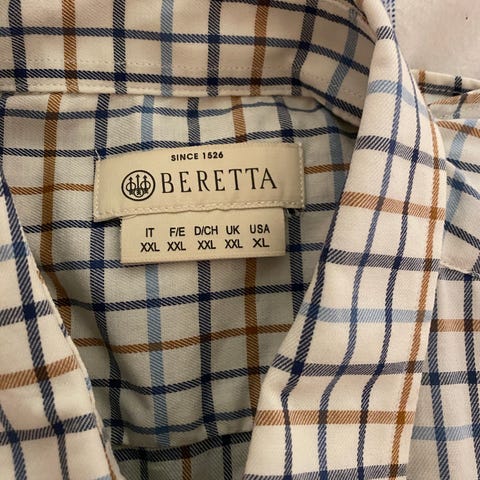 SINCE 1526
BERETTA
IT F/E D/CH UK USA
XXL XXL XXL XXL XL